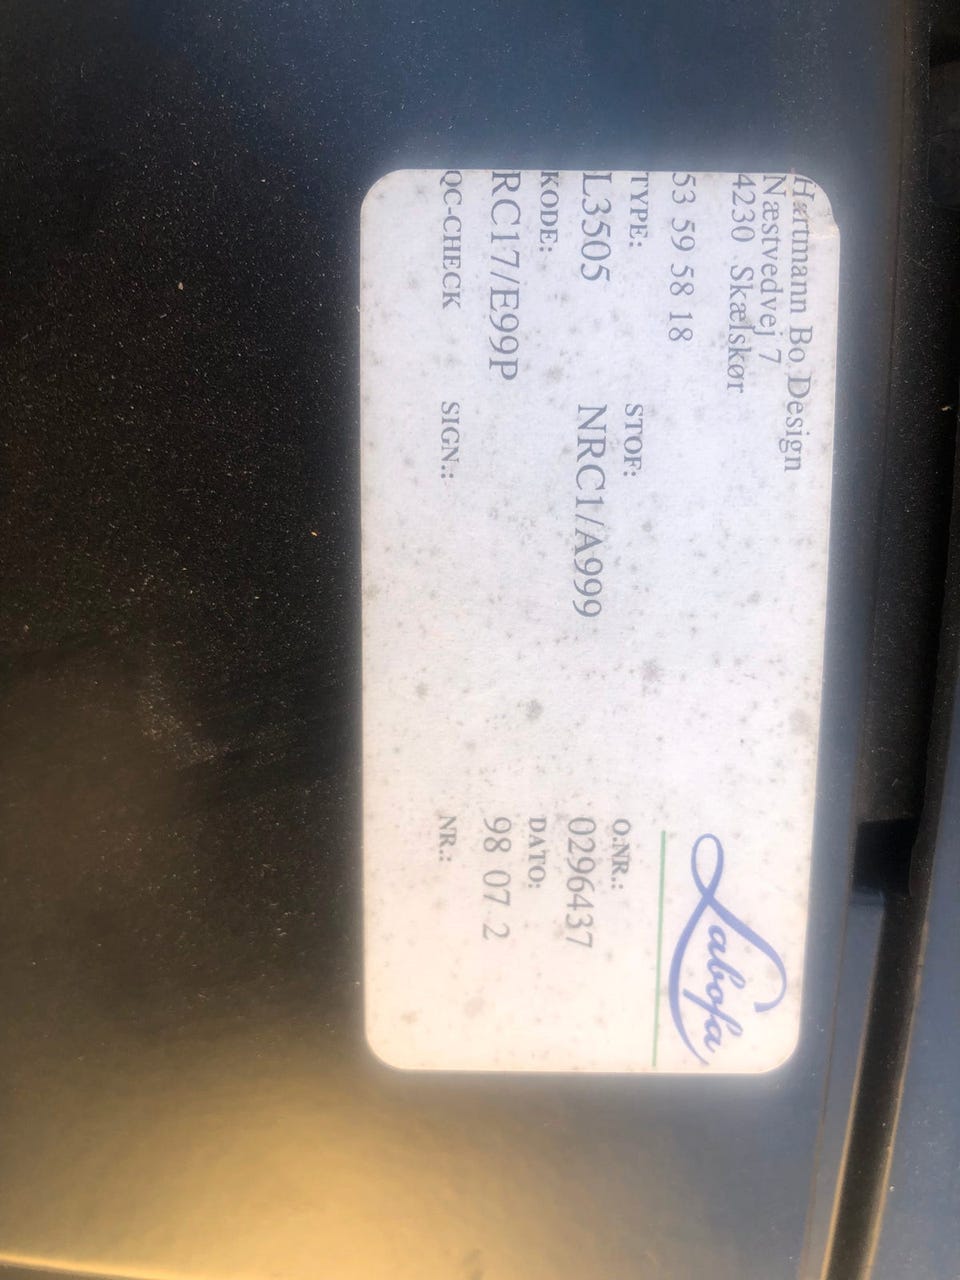 Hartmann Bo Design
Næstvedvej 7
4230 Skælskør
53 59 58 18
Labofa
TYPE: STOF: O:NR.:
L3505 NRC1/A999 0296437
KODE: DATO:
RC17/E99P 98 07 2
QC-CHECK SIGN.: NR.: